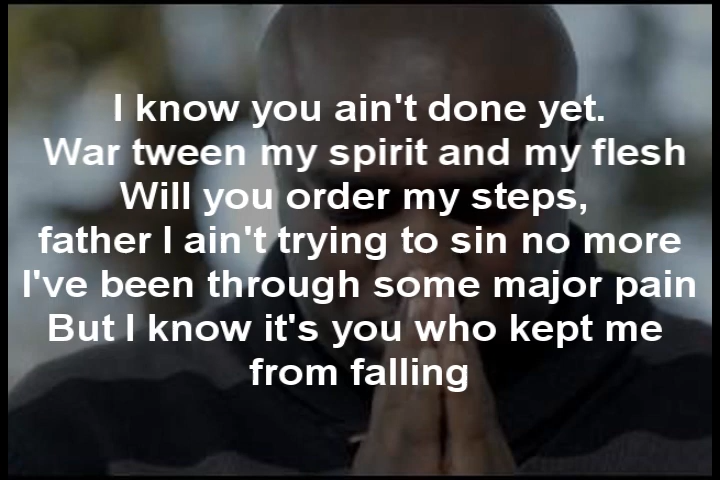 I know you ain't done yet.
War tween my spirit and my flesh
Will you order my steps,
father I ain't trying to sin no more
I've been through some major pain
But I know it's you who kept me
from falling